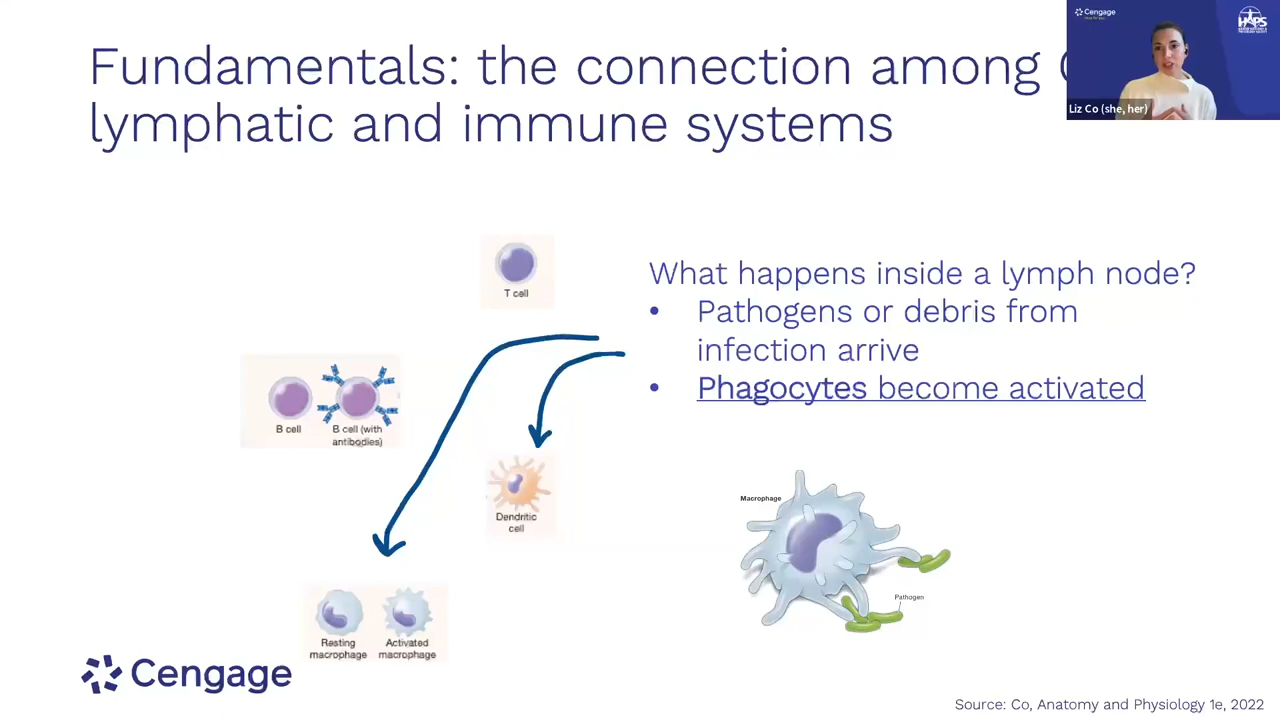 Fundamentals: the connection among
lymphatic and immune systems
Cengage
HAPS
Liz Co (she, her)
T cell
What happens inside a lymph node?
• Pathogens or debris from
infection arrive
• Phagocytes become activated
B cell
B cell (with
antibodies)
Dendritic
cell
Macrophage
Pathogen
Resting
macrophage
Activated
macrophage
Cengage
Source: Co, Anatomy and Physiology 1e, 2022